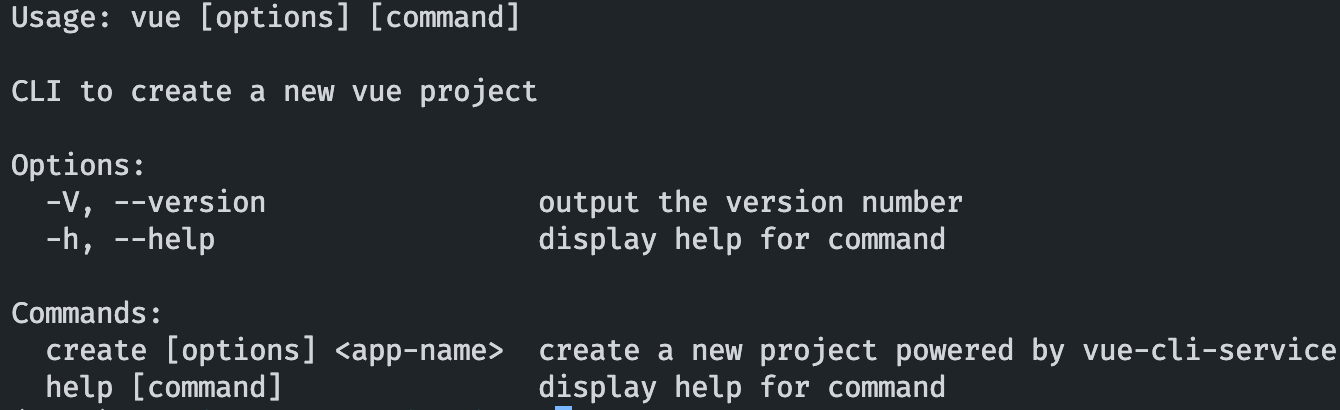 Usage: vue [options] [command]

CLI to create a new vue project

Options:
  -V, --version                output the version number
  -h, --help                   display help for command

Commands:
  create [options] <app-name>  create a new project powered by vue-cli-service
  help [command]               display help for command